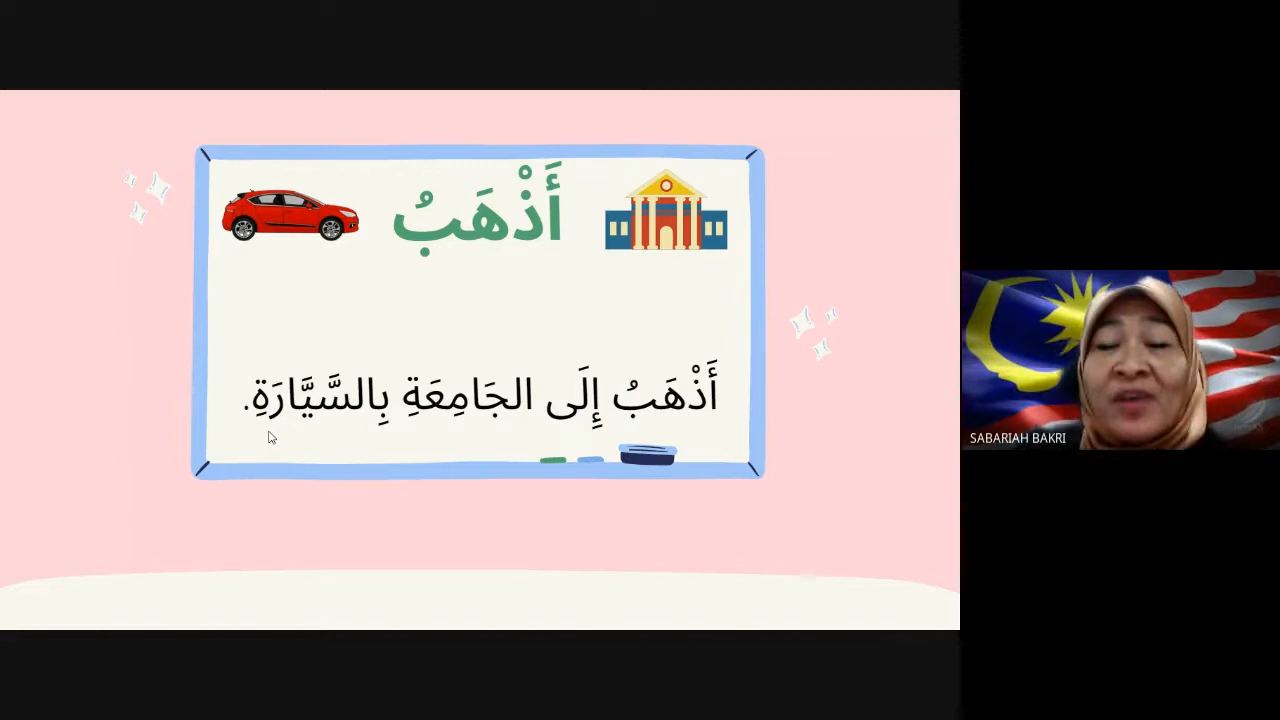 أَذْهَبُ
أَذْهَبُ إِلَى الجَامِعَةِ بِالسَّيَّارَةِ.
SABARIAH BAKRI